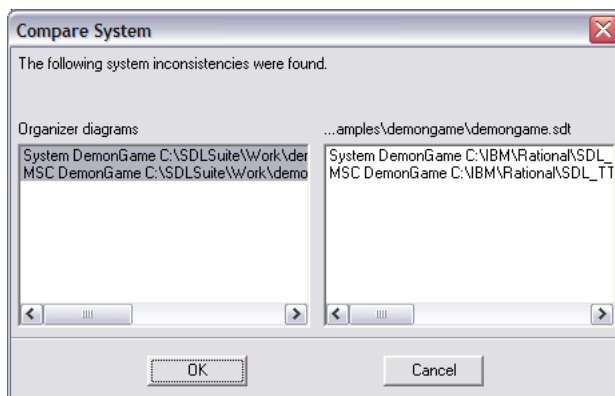 Compare System
The following system inconsistencies were found.
Organizer diagrams
...amples\demongame\demongame.sdt
System DemonGame C:\SDLSuite\Work\der
MSC DemonGame C:\SDLSuite\Work\demo
System DemonGame C:\IBM\Rational\SDL_
MSC DemonGame C:\IBM\Rational\SDL_TT
OK
Cancel